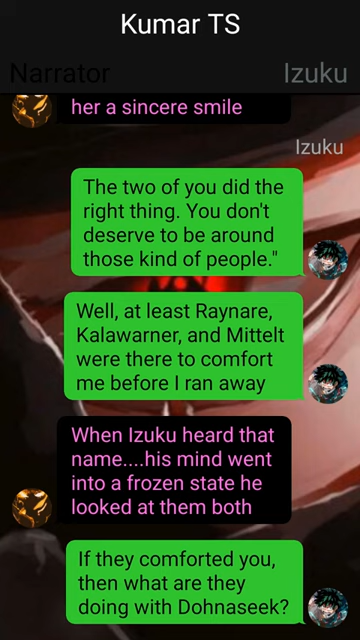 Kumar TS
Narrator
Izuku
her a sincere smile
Izuku
The two of you did the
right thing. You don't
deserve to be around
those kind of people."
Well, at least Raynare,
Kalawarner, and Mittelt
were there to comfort
me before I ran away
When Izuku heard that
name....his mind went
into a frozen state he
looked at them both
If they comforted you,
then what are they
doing with Dohnaseek?